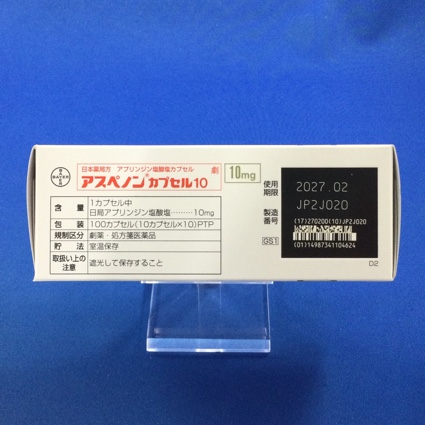 BAYER
日本薬局方 アプリンジン塩酸塩カプセル 劇
アスペノン®カプセル10
10mg
含量 1カプセル中
日局アプリンジン塩酸塩………10mg
包装 100カプセル(10カプセル×10)PTP
規制区分 劇薬・処方箋医薬品
貯法 室温保存
取扱い上の注意 遮光して保存すること
使用期限 2027.02
製造番号 JP2J020
GS1
(17)270200(10)JP2J020
(01)14987341104624
02